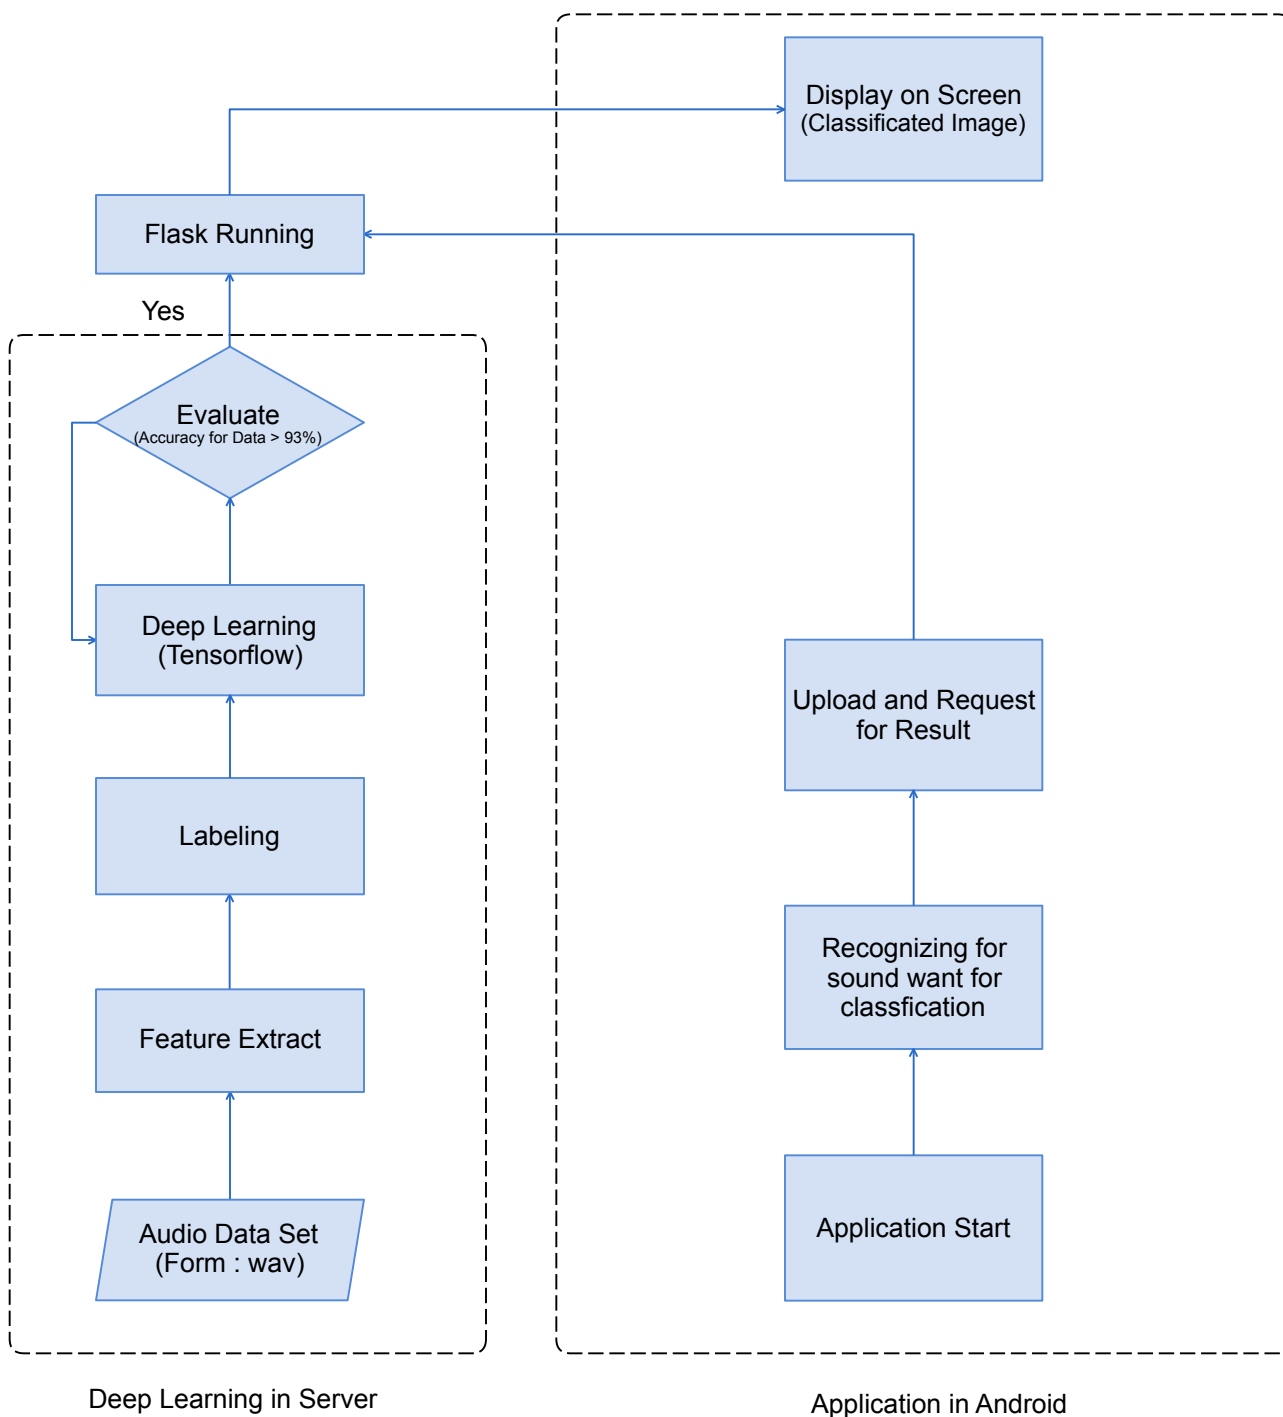 Display on Screen
(Classificated Image)
Flask Running
Yes
Evaluate
(Accuracy for Data > 93%)
Deep Learning
(Tensorflow)
Upload and Request
for Result
Labeling
Recognizing for
sound want for
classfication
Feature Extract
Audio Data Set
(Form : wav)
Application Start
Deep Learning in Server
Application in Android